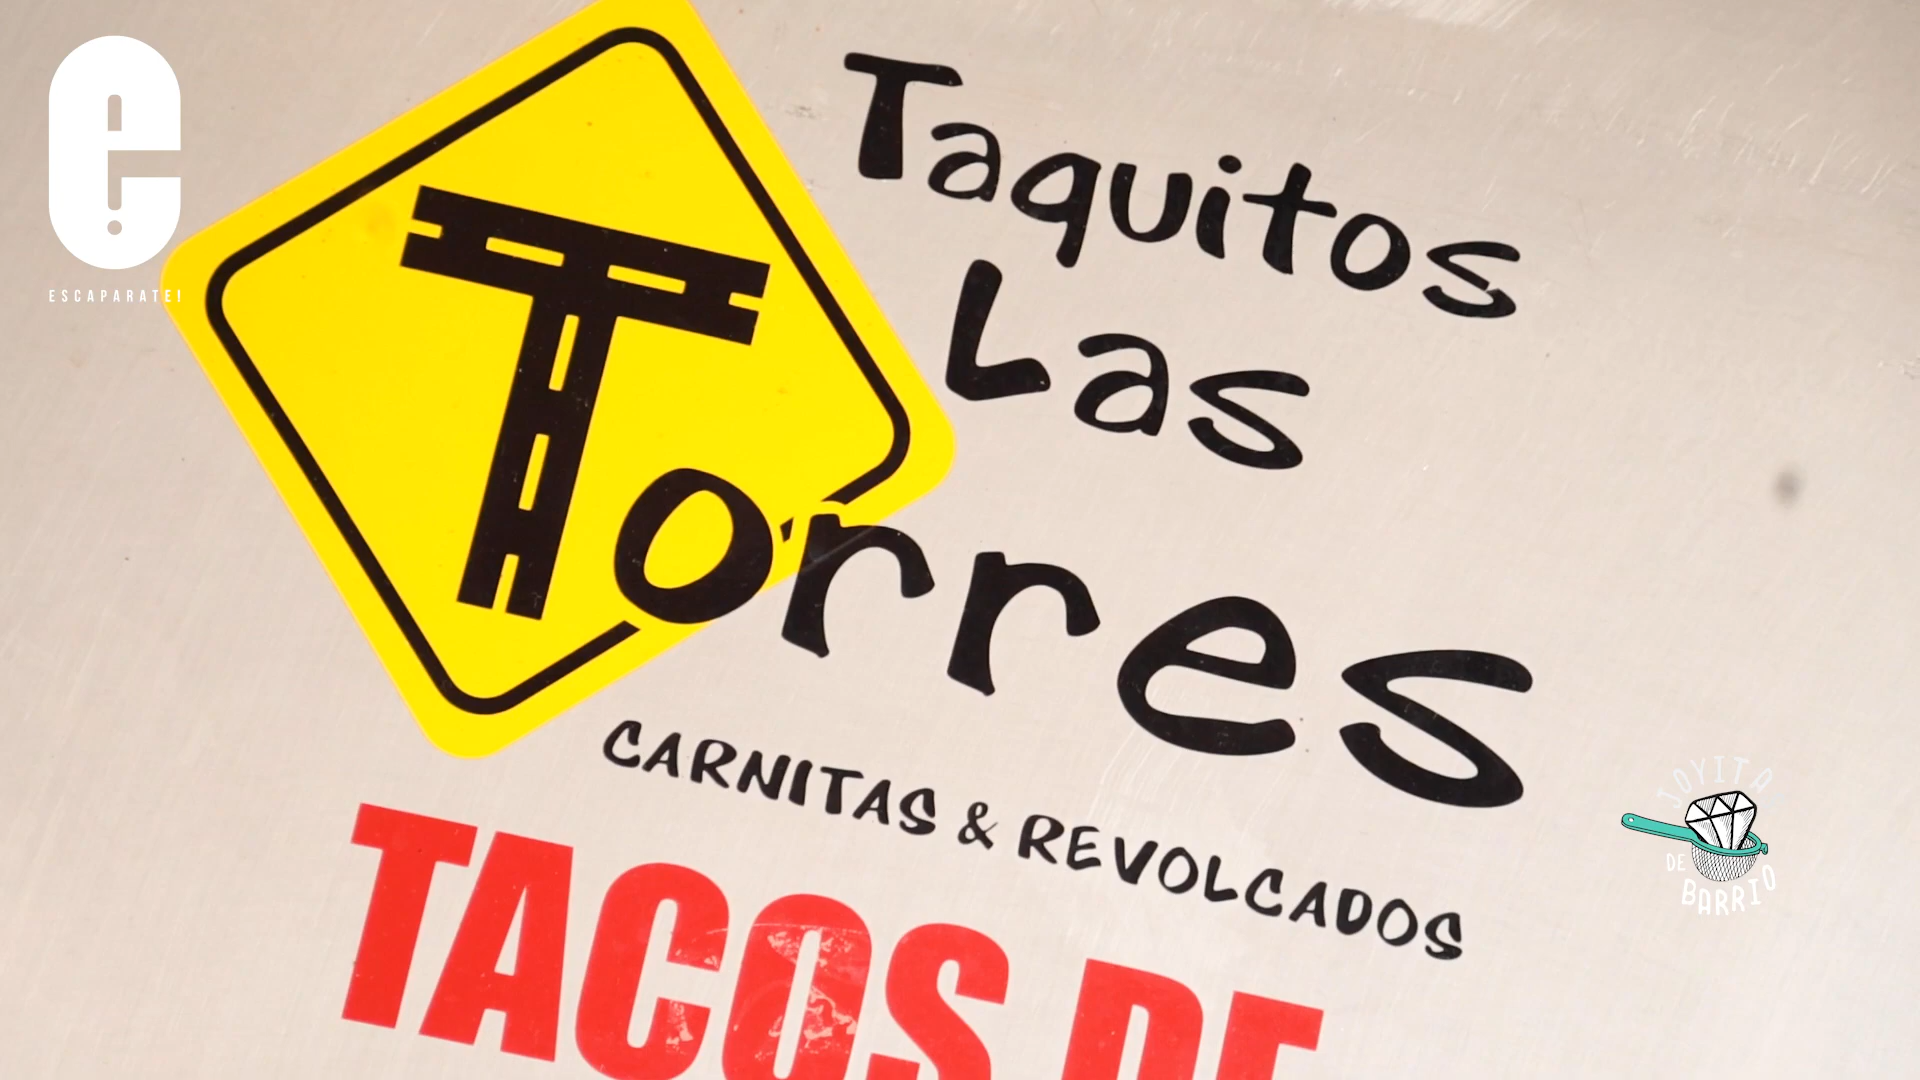 ESCAPARATE!
Taquitos
Las
Torres
CARNITAS & REVOLCADOS
TACOS DE
JOYITA
DE
BARRIO